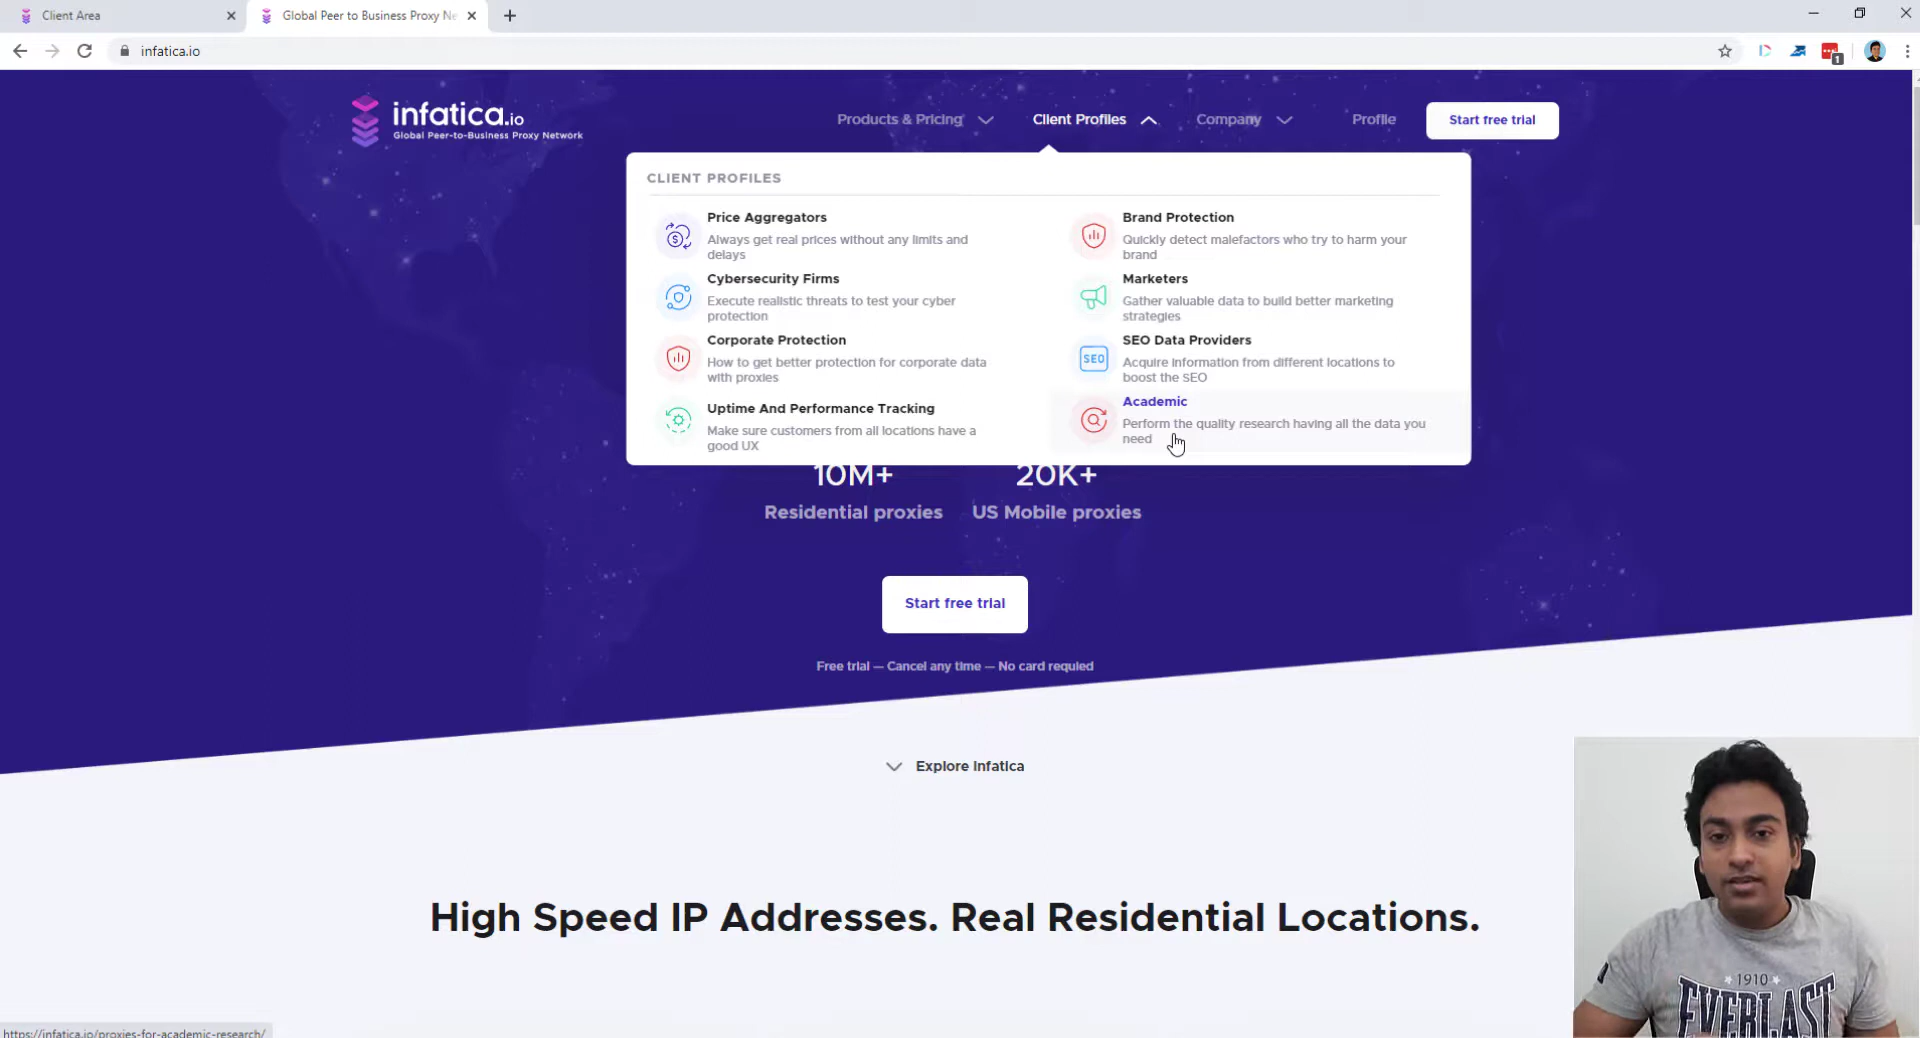 Client Area
Global Peer to Business Proxy Ne
infatica.io
1
infatica.io
Global Peer-to-Business Proxy Network
Products & Pricing
Client Profiles
Company
Profile
Start free trial
CLIENT PROFILES
Price Aggregators
Always get real prices without any limits and
delays
Brand Protection
Quickly detect malefactors who try to harm your
brand
Cybersecurity Firms
Execute realistic threats to test your cyber
protection
Marketers
Gather valuable data to build better marketing
strategies
Corporate Protection
How to get better protection for corporate data
with proxies
SEO
SEO Data Providers
Acquire information from different locations to
boost the SEO
Uptime And Performance Tracking
Make sure customers from all locations have a
good UX
Academic
Perform the quality research having all the data you
need
10M+
Residential proxies
20K+
US Mobile proxies
Start free trial
Free trial — Cancel any time — No card requied
Explore Infatica
High Speed IP Addresses. Real Residential Locations.
1910
EVERLAST
https://infatica.io/proxies-for-academic-research/